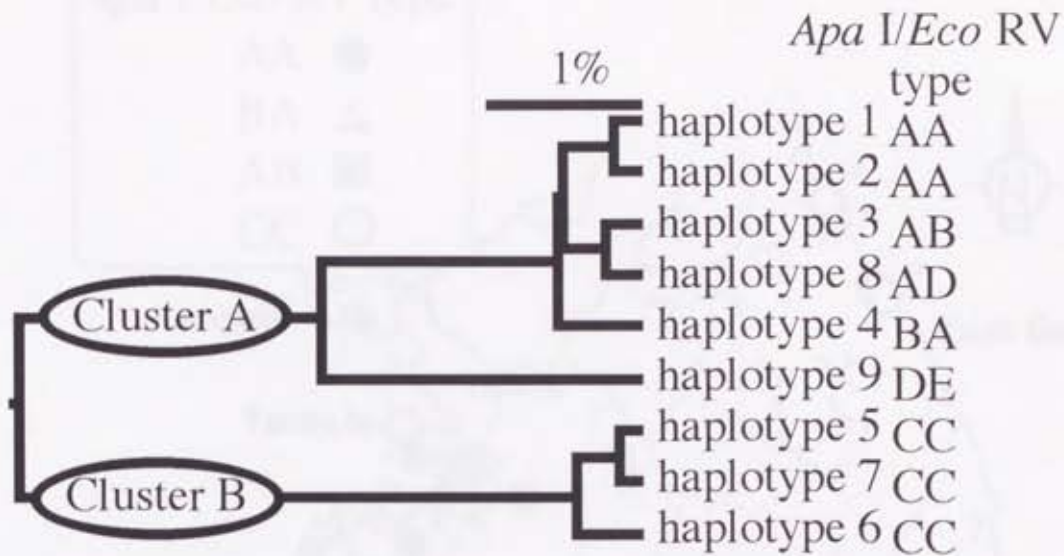 Apa I/Eco RV
type
1%
haplotype 1 AA
haplotype 2 AA
haplotype 3 AB
haplotype 8 AD
Cluster A
haplotype 4 BA
haplotype 9 DE
haplotype 5 CC
haplotype 7 CC
Cluster B
haplotype 6 CC